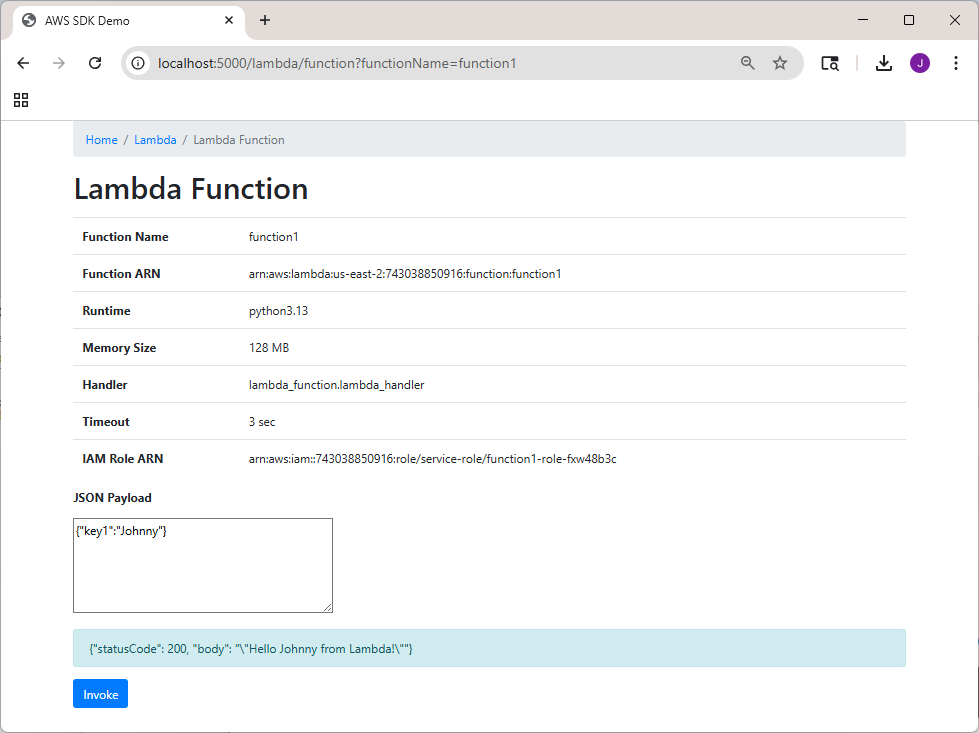 AWS SDK Demo
localhost:5000/lambda/function?functionName=function1
J
Home / Lambda / Lambda Function
Lambda Function
Function Name function1
Function ARN arn:aws:lambda:us-east-2:743038850916:function:function1
Runtime python3.13
Memory Size 128 MB
Handler lambda_function.lambda_handler
Timeout 3 sec
IAM Role ARN arn:aws:iam::743038850916:role/service-role/function1-role-fxw48b3c
JSON Payload
{"key1":"Johnny"}
{"statusCode": 200, "body": "\"Hello Johnny from Lambda!\""}
Invoke